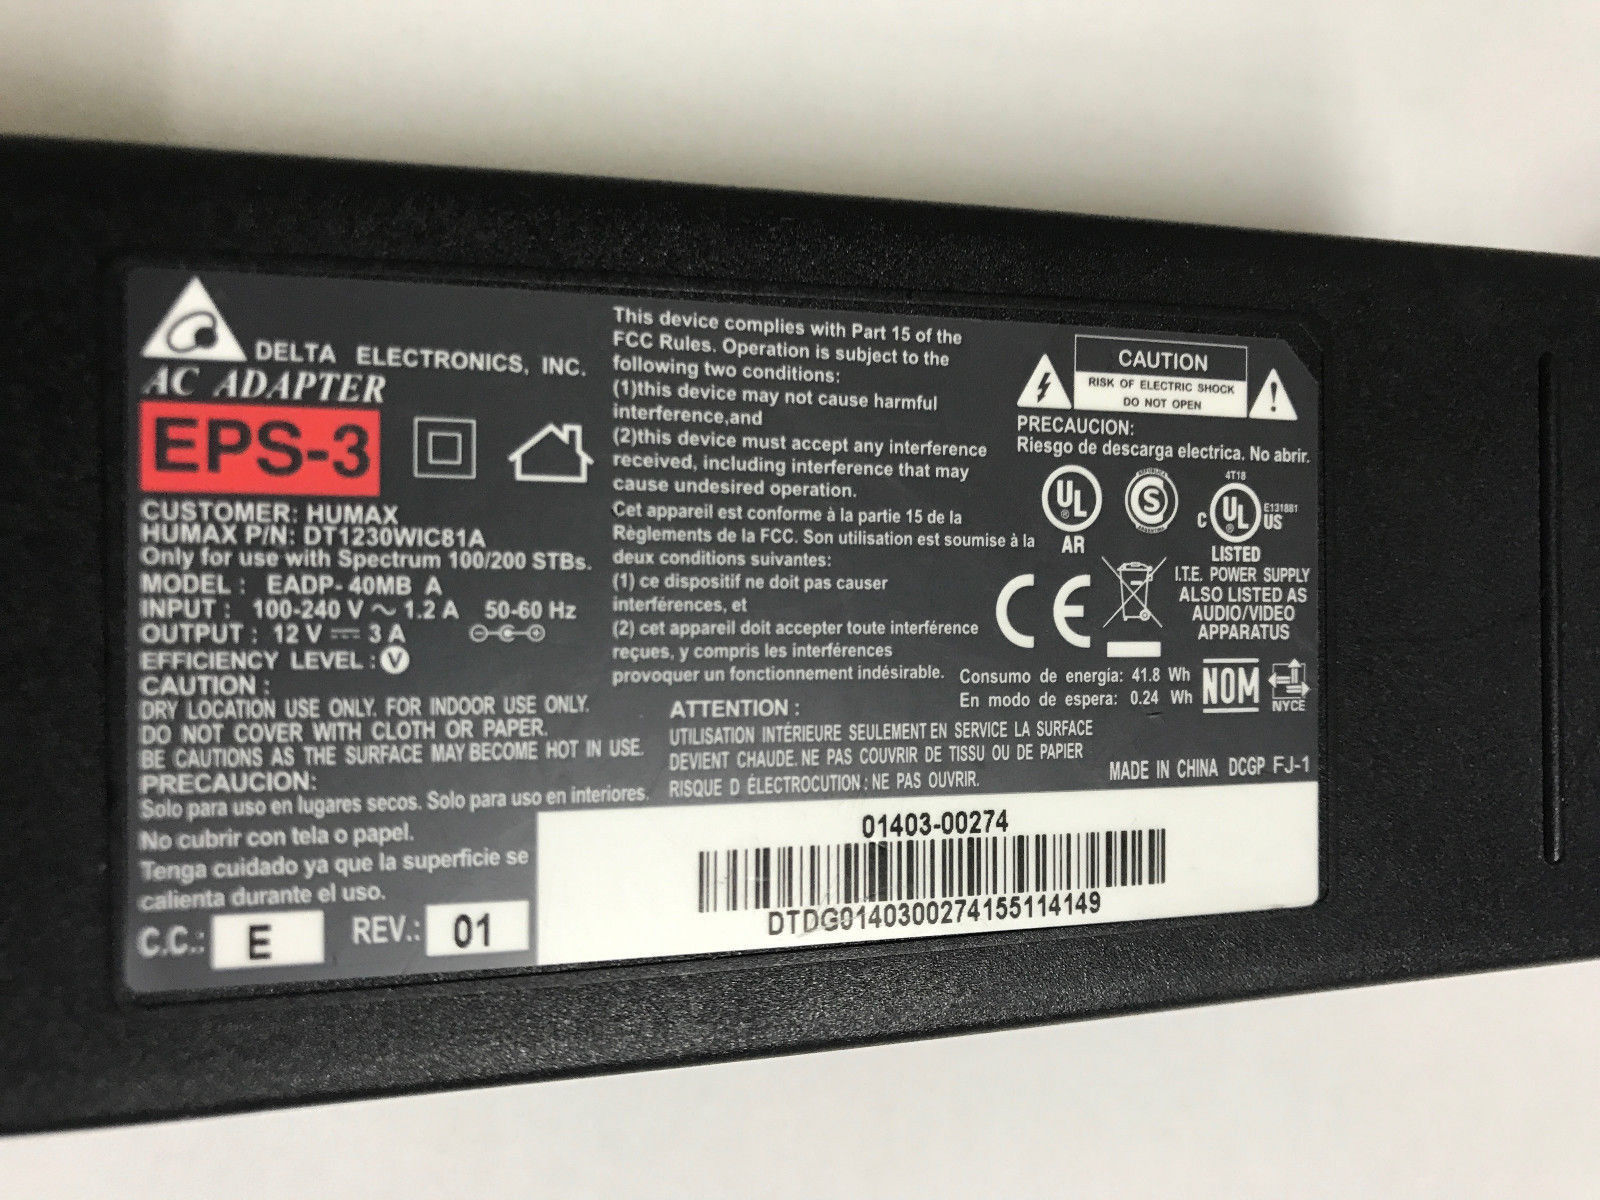 DELTA ELECTRONICS, INC.
AC ADAPTER
EPS-3
CUSTOMER: HUMAX
HUMAX P/N: DT1230WIC81A
Only for use with Spectrum 100/200 STBs.
MODEL : EADP-40MB A
INPUT : 100-240 V ~ 1.2 A 50-60 Hz
OUTPUT : 12 V ⎓ 3 A
EFFICIENCY LEVEL : V
CAUTION :
DRY LOCATION USE ONLY. FOR INDOOR USE ONLY.
DO NOT COVER WITH CLOTH OR PAPER.
BE CAUTIONS AS THE SURFACE MAY BECOME HOT IN USE.
PRECAUCION:
Solo para uso en lugares secos. Solo para uso en interiores.
No cubrir con tela o papel.
Tenga cuidado ya que la superficie se
calienta durante el uso.
C.C.: E REV.: 01
This device complies with Part 15 of the
FCC Rules. Operation is subject to the
following two conditions:
(1)this device may not cause harmful
interference,and
(2)this device must accept any interference
received, including interference that may
cause undesired operation.
Cet appareil est conforme à la partie 15 de la
Règlements de la FCC. Son utilisation est soumise à la
deux conditions suivantes:
(1) ce dispositif ne doit pas causer
interférences, et
(2) cet appareil doit accepter toute interférence
reçues, y compris les interférences
provoquer un fonctionnement indésirable.
ATTENTION :
UTILISATION INTÉRIEURE SEULEMENT EN SERVICE LA SURFACE
DEVIENT CHAUDE. NE PAS COUVRIR DE TISSU OU DE PAPIER
RISQUE D ÉLECTROCUTION : NE PAS OUVRIR.
CAUTION
RISK OF ELECTRIC SHOCK
DO NOT OPEN
PRECAUCION:
Riesgo de descarga electrica. No abrir.
UL
AR
REPUBLICA
S
ARGENTINA
4T18
C UL US
E131881
LISTED
I.T.E. POWER SUPPLY
ALSO LISTED AS
AUDIO/VIDEO
APPARATUS
CE
Consumo de energía: 41.8 Wh
En modo de espera: 0.24 Wh
NOM
NYCE
MADE IN CHINA DCGP FJ-1
01403-00274
DTDG0140300274155114149